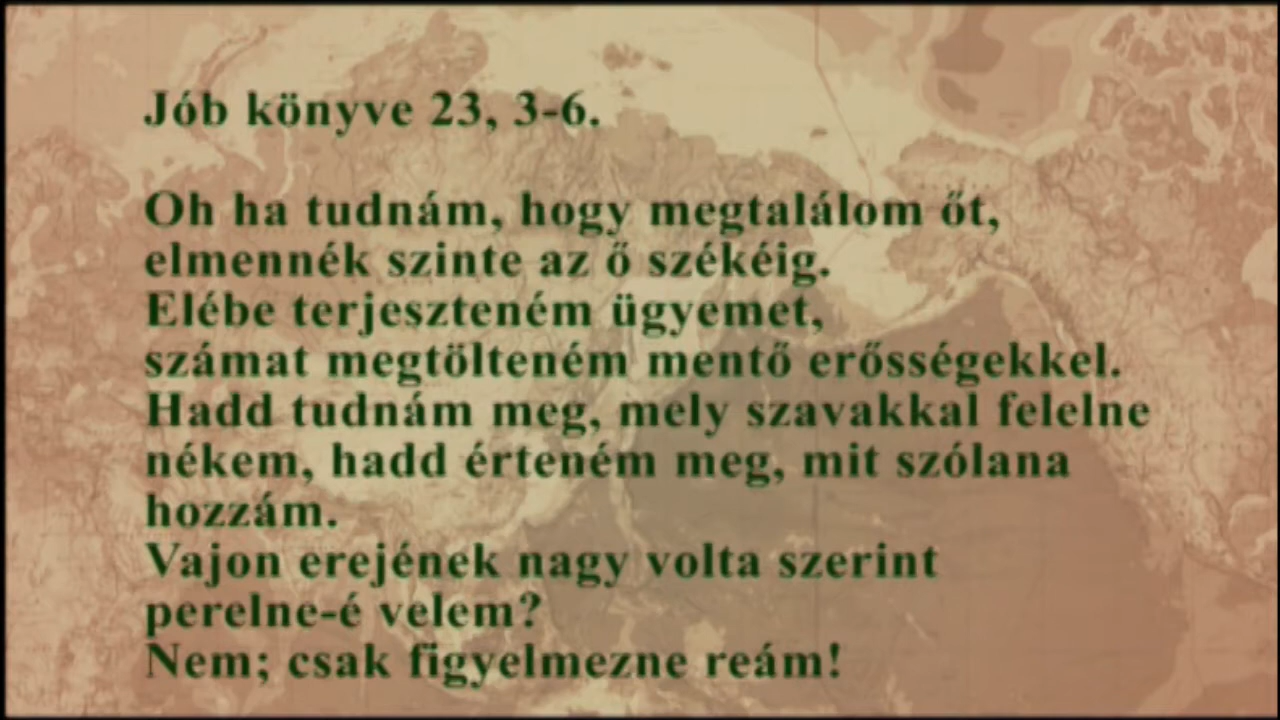 Jób könyve 23, 3-6.
Oh ha tudnám, hogy megtalálom őt,
elmennék szinte az ő székéig.
Elébe terjeszteném ügyemet,
számat megtölteném mentő erősségekkel.
Hadd tudnám meg, mely szavakkal felelne
nékem, hadd érteném meg, mit szólana
hozzám.
Vajon erejének nagy volta szerint
perelne-é velem?
Nem; csak figyelmezne reám!